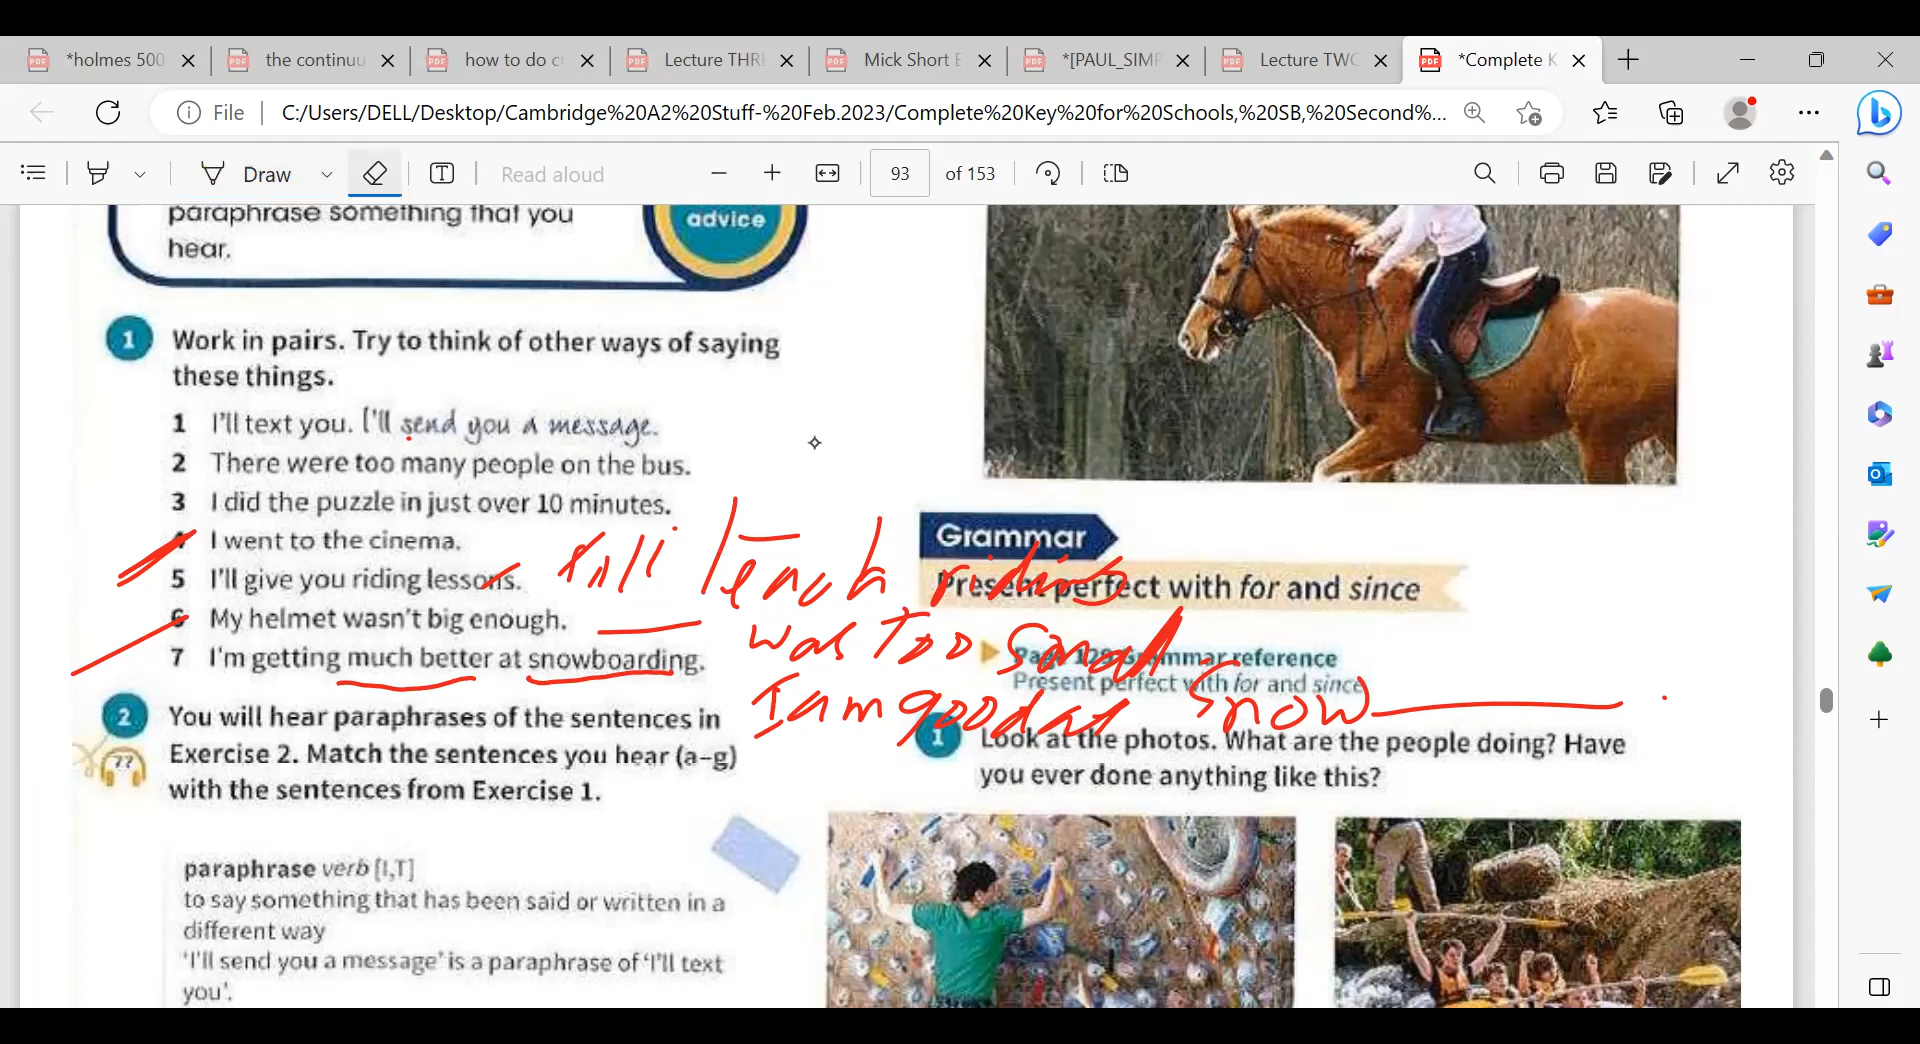 *holmes 500
the continuu
how to do cr
Lecture THRE
Mick Short E
*[PAUL_SIMP
Lecture TWO
*Complete K
File
C:/Users/DELL/Desktop/Cambridge%20A2%20Stuff-%20Feb.2023/Complete%20Key%20for%20Schools,%20SB,%20Second%...
Draw
Read aloud
93
of 153
paraphrase something that you
hear.
advice
1 Work in pairs. Try to think of other ways of saying
these things.
1 I'll text you. I'll send you a message.
2 There were too many people on the bus.
3 I did the puzzle in just over 10 minutes.
4 I went to the cinema.
5 I'll give you riding lessons.
6 My helmet wasn't big enough.
7 I'm getting much better at snowboarding.
I'll teach riding
was too small
I am good at snow
2 You will hear paraphrases of the sentences in
77 Exercise 2. Match the sentences you hear (a-g)
with the sentences from Exercise 1.
paraphrase verb [I,T]
to say something that has been said or written in a
different way
'I'll send you a message' is a paraphrase of 'I'll text
you'.
Grammar
Present perfect with for and since
Page 129 Grammar reference
Present perfect with for and since
1 Look at the photos. What are the people doing? Have
you ever done anything like this?